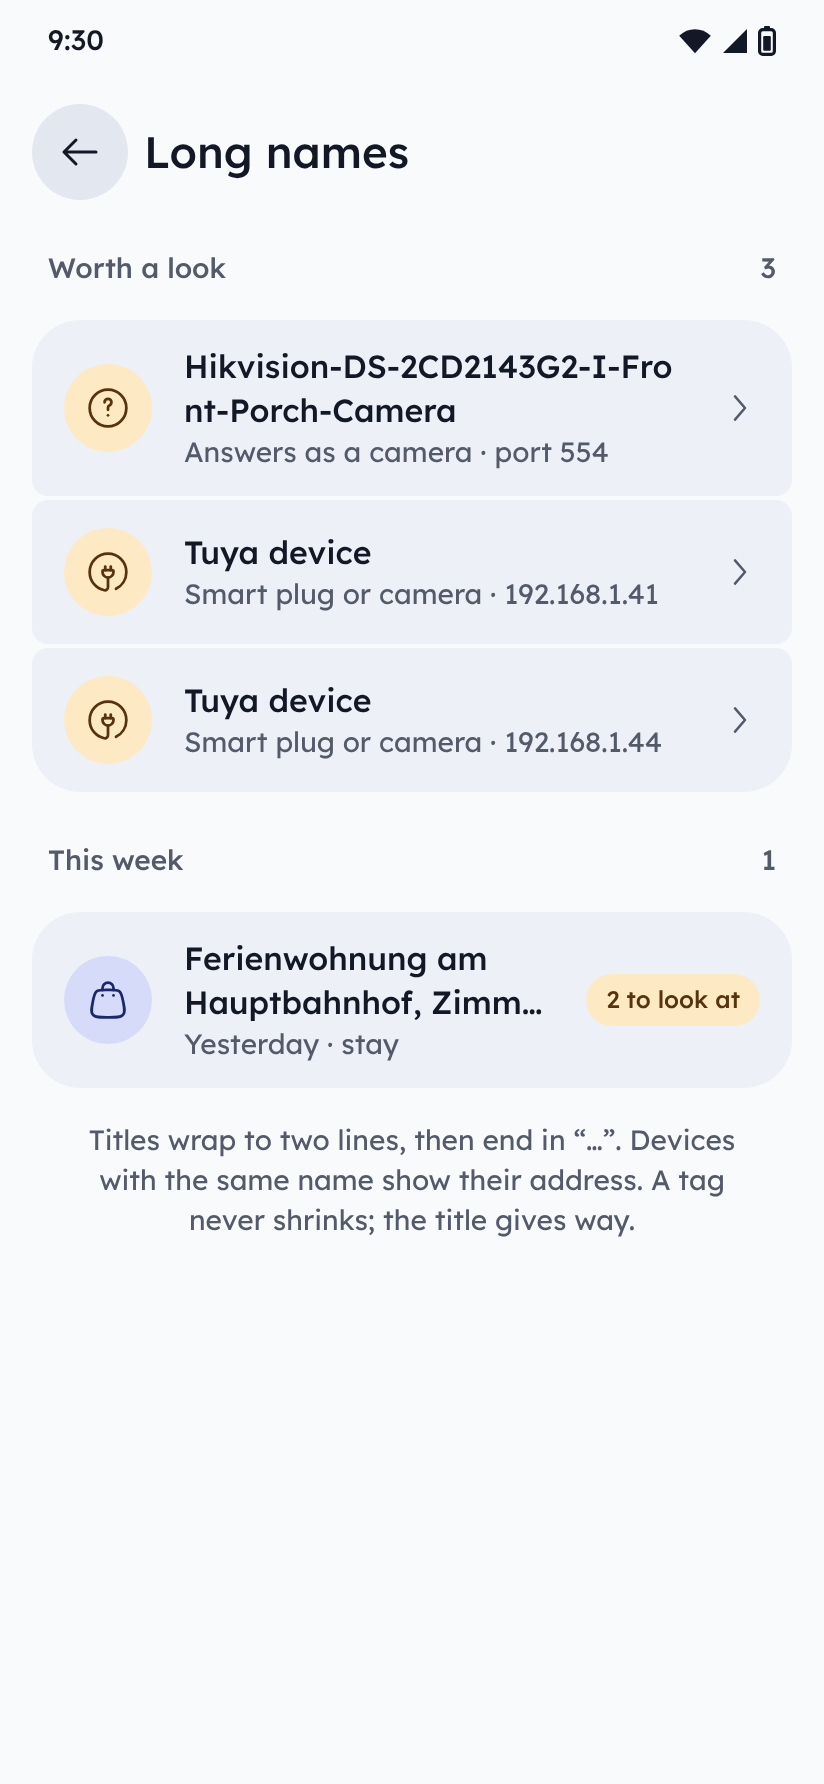 9:30
Long names
Worth a look
3
Hikvision-DS-2CD2143G2-I-Fro
nt-Porch-Camera
Answers as a camera · port 554
Tuya device
Smart plug or camera · 192.168.1.41
Tuya device
Smart plug or camera · 192.168.1.44
This week
1
Ferienwohnung am
Hauptbahnhof, Zimm…
Yesterday · stay
2 to look at
Titles wrap to two lines, then end in “…”. Devices
with the same name show their address. A tag
never shrinks; the title gives way.